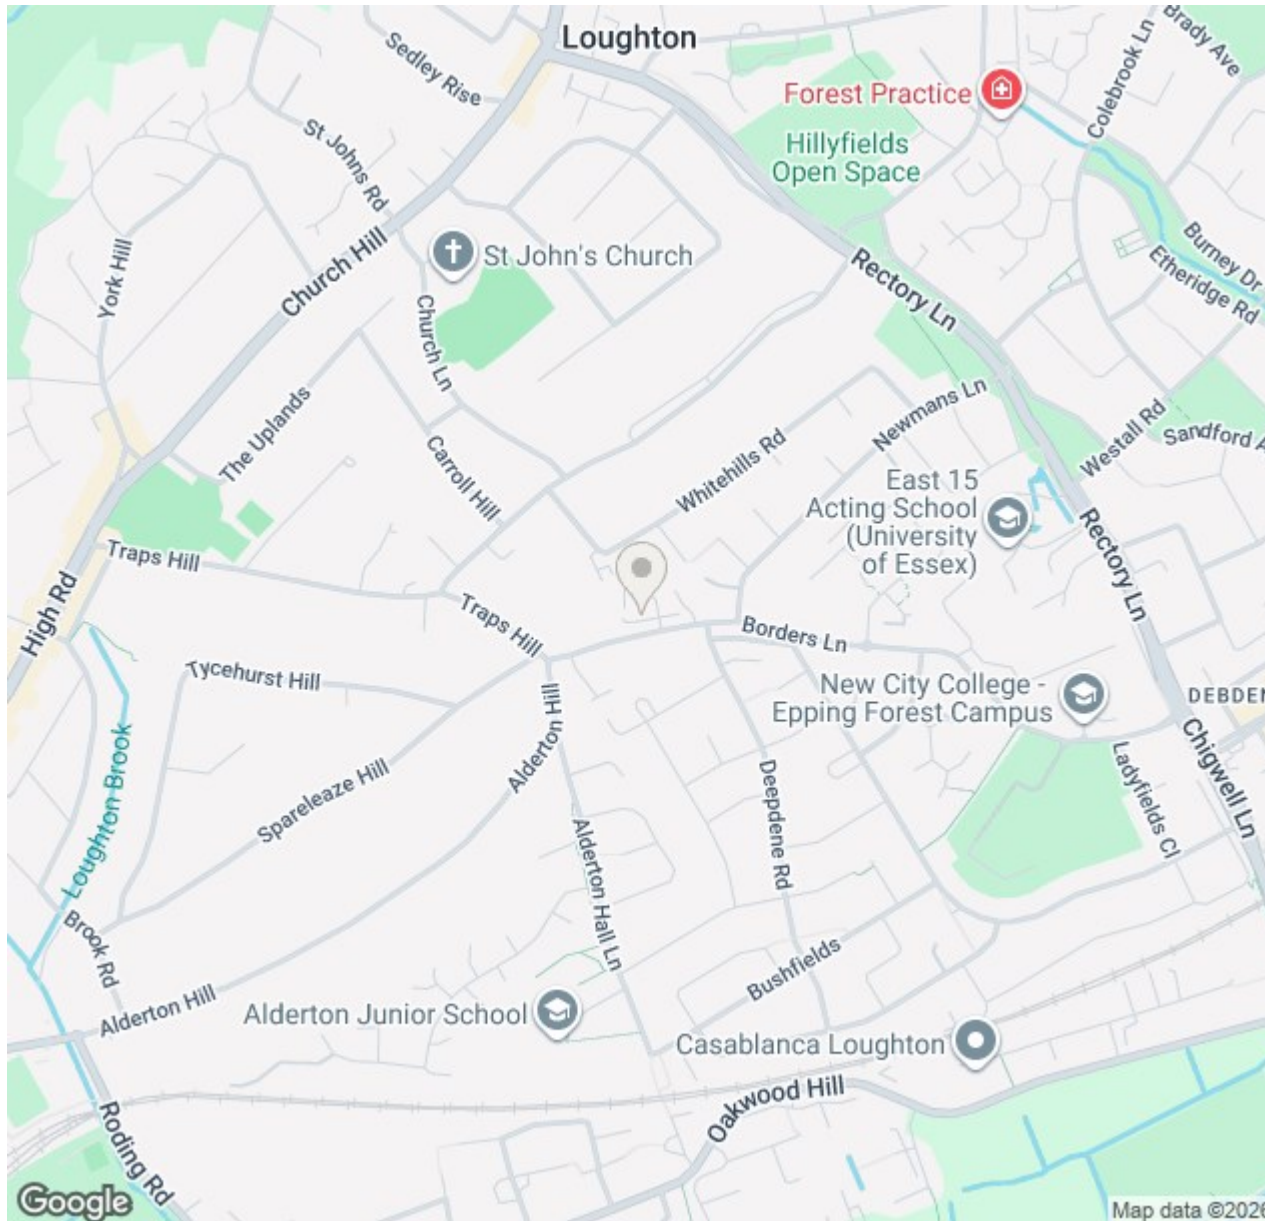 Loughton
Sedley Rise
Forest Practice
Colebrook Ln
Brady Ave
St Johns Rd
Hillyfields
Open Space
York Hill
Church Hill
St John's Church
Rectory Ln
Burney Dr
Etheridge Rd
Church Ln
The Uplands
Carroll Hill
Whitehills Rd
Newmans Ln
Westall Rd
Sandford A
East 15
Acting School
(University
of Essex)
Rectory Ln
Traps Hill
High Rd
Traps Hill
Borders Ln
Tycehurst Hill
New City College -
Epping Forest Campus
DEBDEN
Alderton Hill
Chigwell Ln
Ladyfields Cl
Loughton Brook
Spareleaze Hill
Deepdene Rd
Alderton Hall Ln
Brook Rd
Bushfields
Alderton Hill
Alderton Junior School
Casablanca Loughton
Oakwood Hill
Roding Rd
Google
Map data ©2026